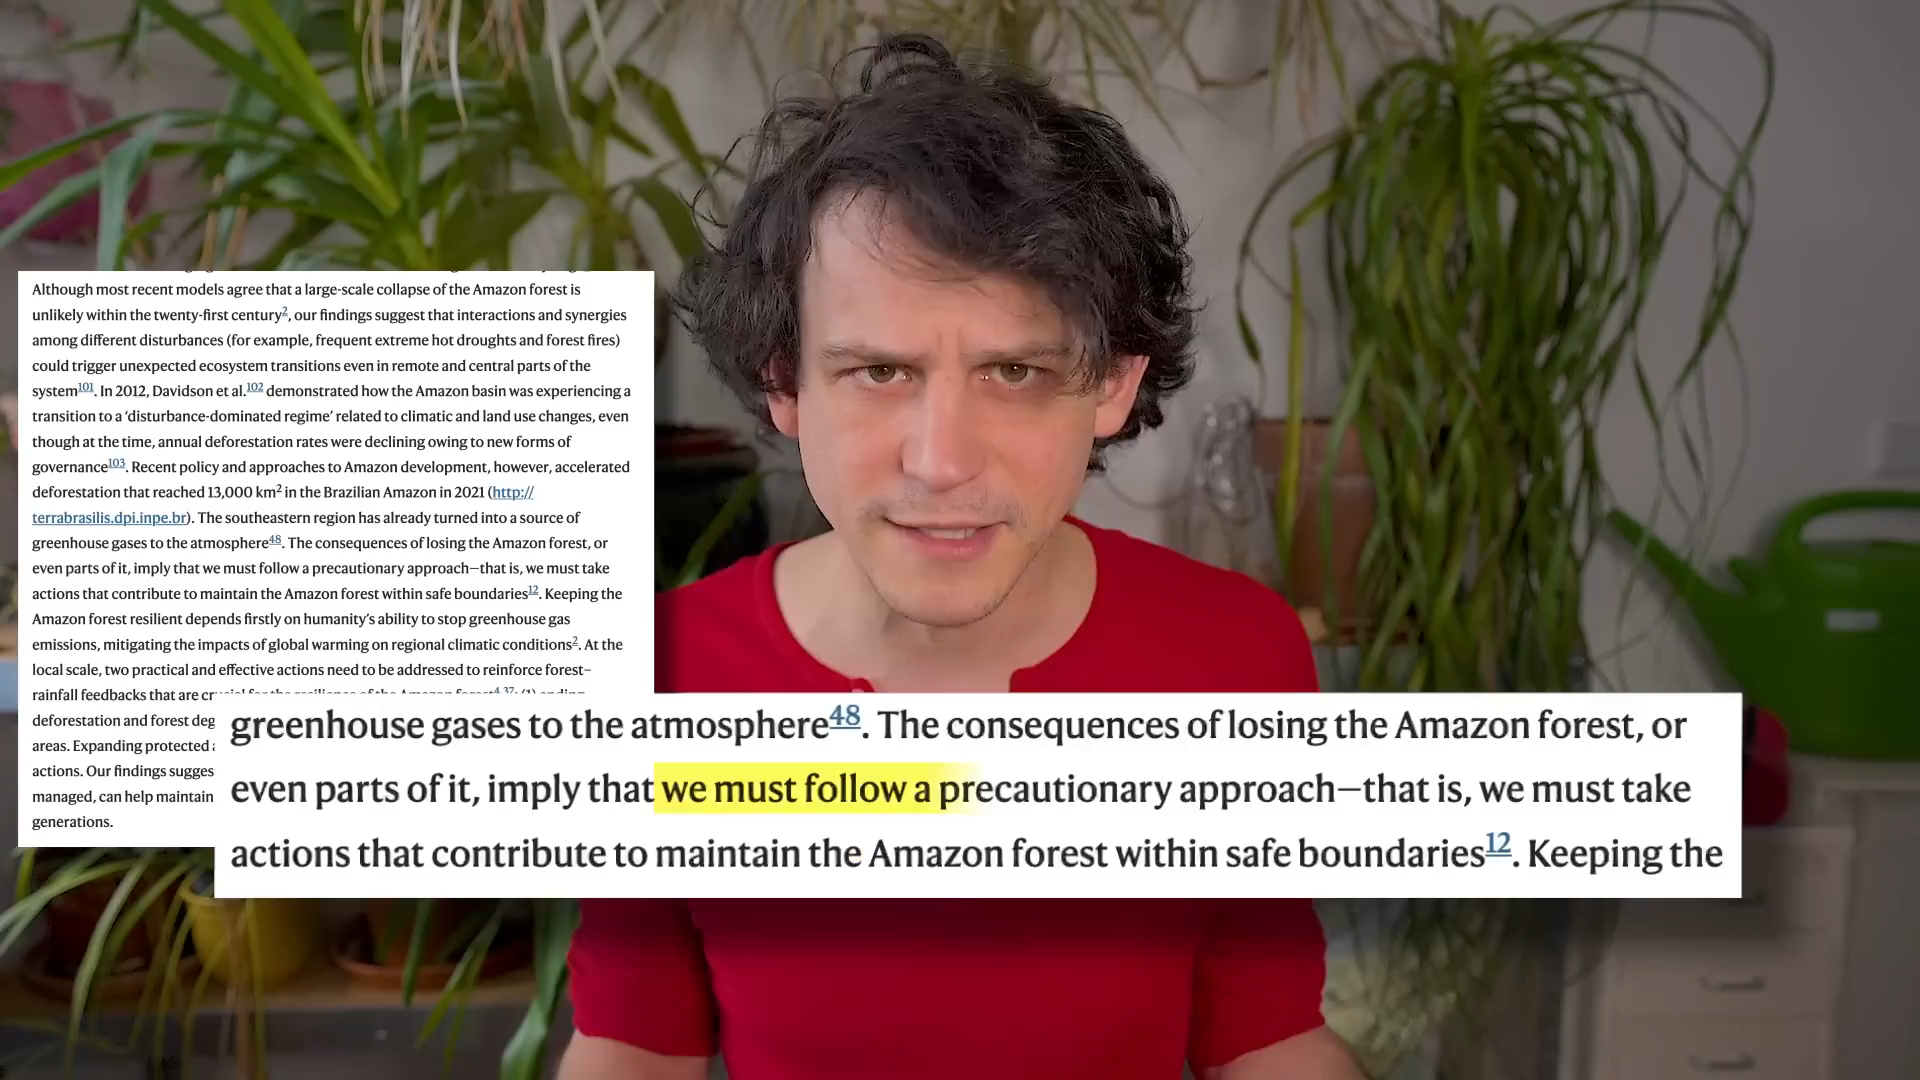 Although most recent models agree that a large-scale collapse of the Amazon forest is
unlikely within the twenty-first century2, our findings suggest that interactions and synergies
among different disturbances (for example, frequent extreme hot droughts and forest fires)
could trigger unexpected ecosystem transitions even in remote and central parts of the
system101. In 2012, Davidson et al.102 demonstrated how the Amazon basin was experiencing a
transition to a ‘disturbance-dominated regime’ related to climatic and land use changes, even
though at the time, annual deforestation rates were declining owing to new forms of
governance103. Recent policy and approaches to Amazon development, however, accelerated
deforestation that reached 13,000 km2 in the Brazilian Amazon in 2021 (http://
terrabrasilis.dpi.inpe.br). The southeastern region has already turned into a source of
greenhouse gases to the atmosphere48. The consequences of losing the Amazon forest, or
even parts of it, imply that we must follow a precautionary approach—that is, we must take
actions that contribute to maintain the Amazon forest within safe boundaries12. Keeping the
Amazon forest resilient depends firstly on humanity’s ability to stop greenhouse gas
emissions, mitigating the impacts of global warming on regional climatic conditions2. At the
local scale, two practical and effective actions need to be addressed to reinforce forest–
rainfall feedbacks that are crucial for the resilience of the Amazon forest4,37: (1) ending
deforestation and forest deg
areas. Expanding protected
actions. Our findings sugges
managed, can help maintain
generations.
greenhouse gases to the atmosphere48. The consequences of losing the Amazon forest, or
even parts of it, imply that we must follow a precautionary approach—that is, we must take
actions that contribute to maintain the Amazon forest within safe boundaries12. Keeping the